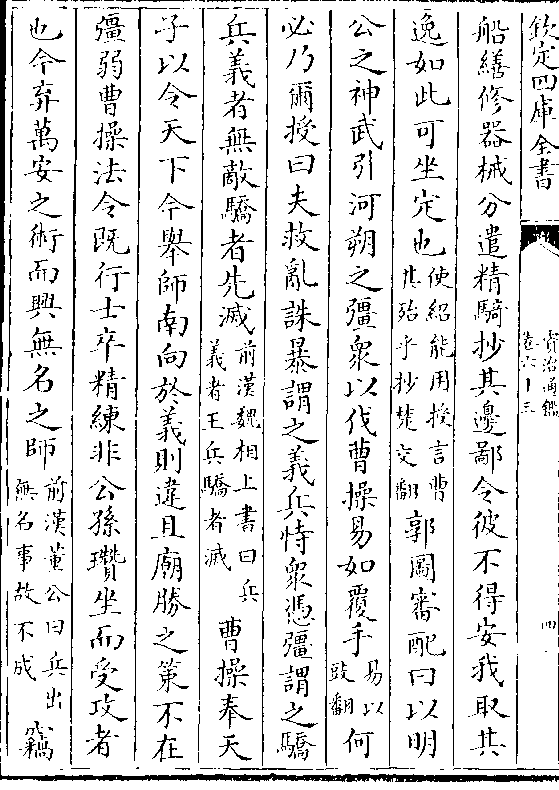 欽定四庫全書
資治通鑑
卷六十三
四
船繕修器械分遣精騎抄其邊鄙令彼不得安我取其
逸如此可坐定也使紹能用授言曹其殆乎抄楚交翻郭圖審配曰以明
公之神武引河朔之彊衆以伐曹操易如覆手易以豉翻何
必乃爾授曰夫救亂誅暴謂之義兵恃衆憑彊謂之驕
兵義者無敵驕者先滅前漢魏相上書曰兵義者王兵驕者滅曹操奉天
子以令天下今舉師南向於義則違且廟勝之策不在
彊弱曹操法令既行士卒精練非公孫瓚坐而受攻者
也今弃萬安之術而興無名之師前漢董公曰兵出無名事故不成竊